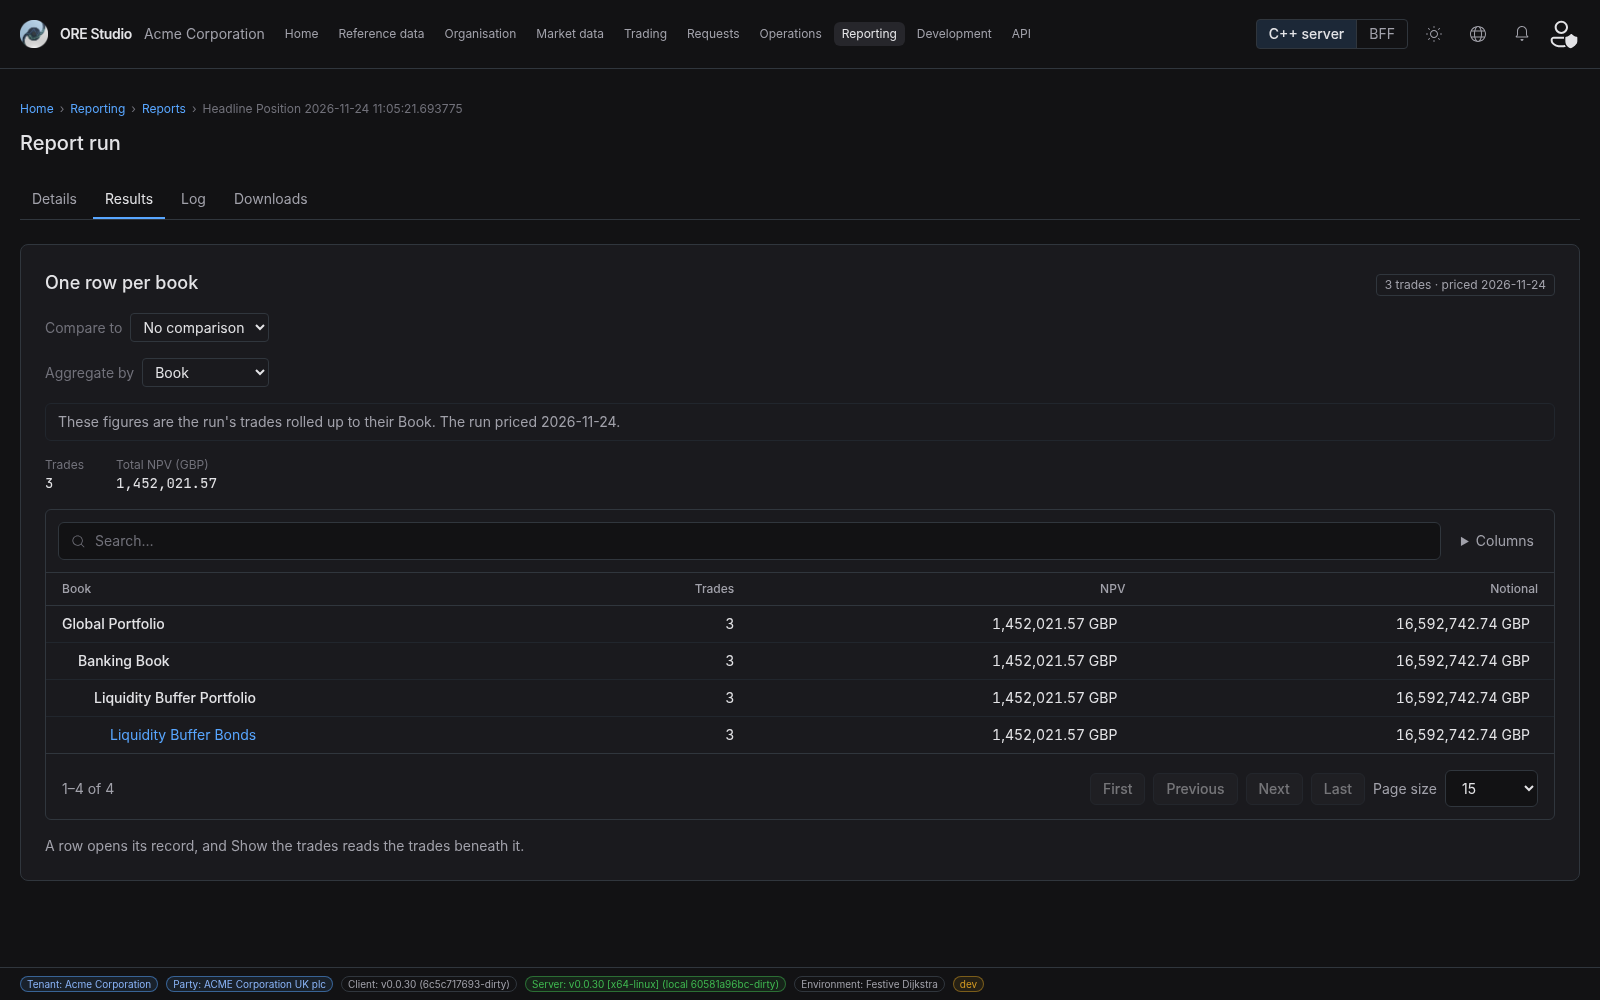 ORE Studio Acme Corporation Home Reference data Organisation Market data Trading Requests Operations Reporting Development API C++ server BFF
Home › Reporting › Reports › Headline Position 2026-11-24 11:05:21.693775
Report run
Details Results Log Downloads
One row per book
3 trades · priced 2026-11-24
Compare to No comparison
Aggregate by Book
These figures are the run's trades rolled up to their Book. The run priced 2026-11-24.
Trades Total NPV (GBP)
3 1,452,021.57
Search... Columns
Book Trades NPV Notional
Global Portfolio 3 1,452,021.57 GBP 16,592,742.74 GBP
Banking Book 3 1,452,021.57 GBP 16,592,742.74 GBP
Liquidity Buffer Portfolio 3 1,452,021.57 GBP 16,592,742.74 GBP
Liquidity Buffer Bonds 3 1,452,021.57 GBP 16,592,742.74 GBP
1–4 of 4 First Previous Next Last Page size 15
A row opens its record, and Show the trades reads the trades beneath it.
Tenant: Acme Corporation Party: ACME Corporation UK plc Client: v0.0.30 (6c5c717693-dirty) Server: v0.0.30 [x64-linux] (local 60581a96bc-dirty) Environment: Festive Dijkstra dev